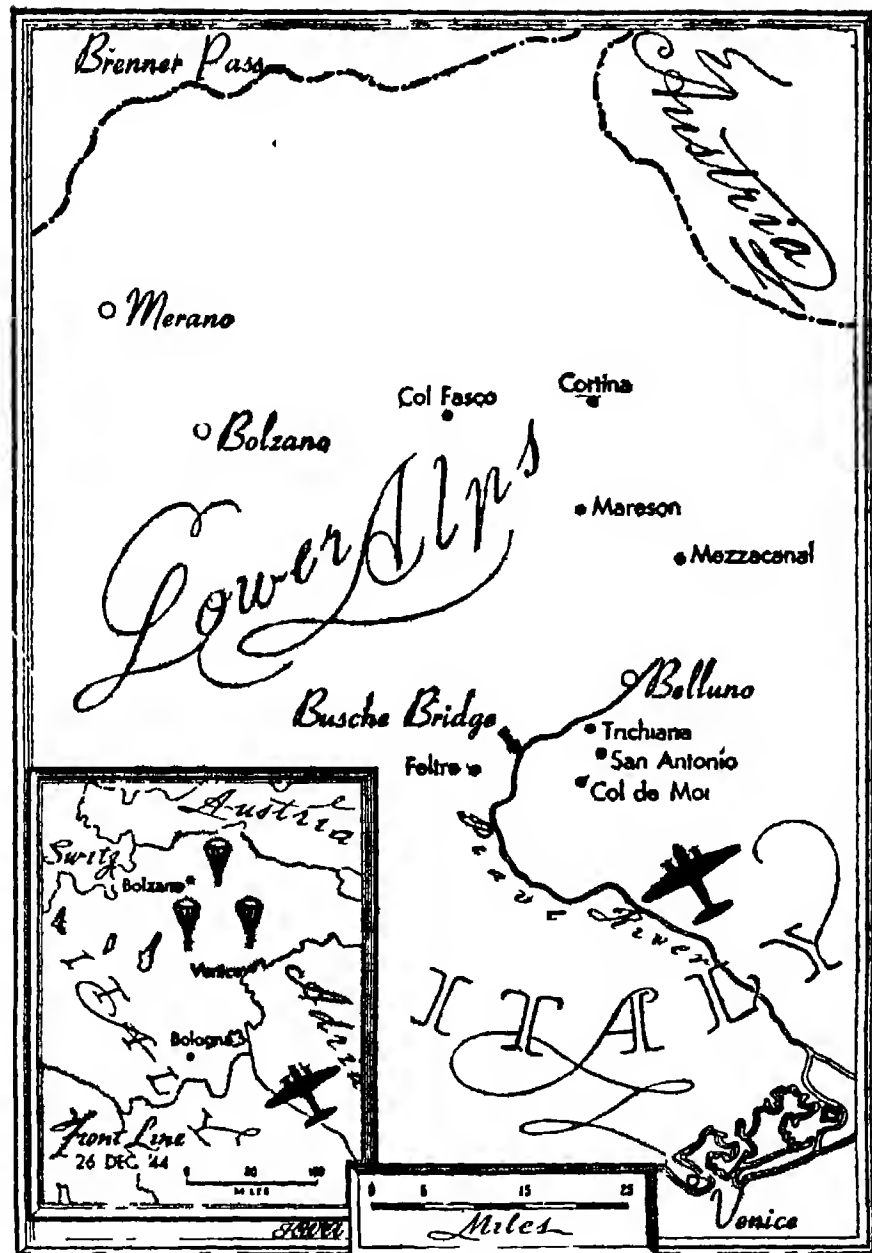 Brenner Pass
Austria
Merano
Col Fasco
Cortina
Bolzano
Lower Alps
Mareson
Mezzacanal
Belluno
Busche Bridge
Trichiana
San Antonio
Feltre
Col de Moi
Piave River
ITALY
Venice
Austria
Switz
Bolzano
Venice
ITALY
Adria
Bologna
Front Line
26 DEC '44
0 50 100
MILES
0 5 15 25
Miles